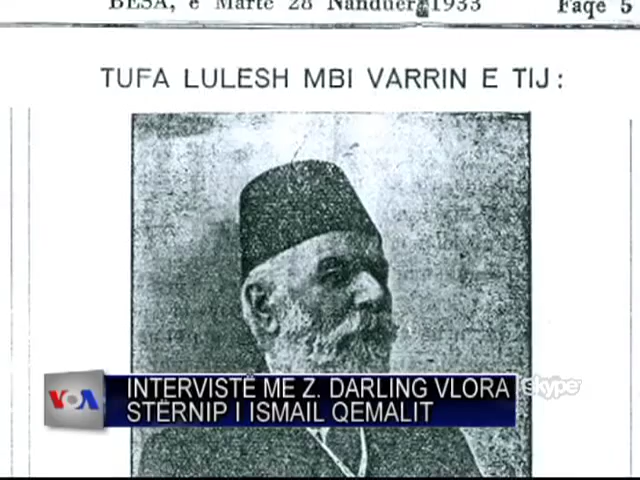 BESA, e Marte 28 Nanduer 1933 Faqe 5
TUFA LULESH MBI VARRIN E TIJ :
VOA
INTERVISTË ME Z. DARLING VLORA
STËRNIP I ISMAIL QEMALIT
skype